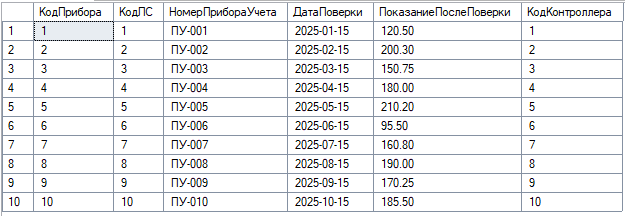 КодПрибора КодПС НомерПрибораУчета ДатаПоверки ПоказаниеПослеПоверки КодКонтроллера
1 1 1 ПУ-001 2025-01-15 120.50 1
2 2 2 ПУ-002 2025-02-15 200.30 2
3 3 3 ПУ-003 2025-03-15 150.75 3
4 4 4 ПУ-004 2025-04-15 180.00 4
5 5 5 ПУ-005 2025-05-15 210.20 5
6 6 6 ПУ-006 2025-06-15 95.50 6
7 7 7 ПУ-007 2025-07-15 160.80 7
8 8 8 ПУ-008 2025-08-15 190.00 8
9 9 9 ПУ-009 2025-09-15 170.25 9
10 10 10 ПУ-010 2025-10-15 185.50 10